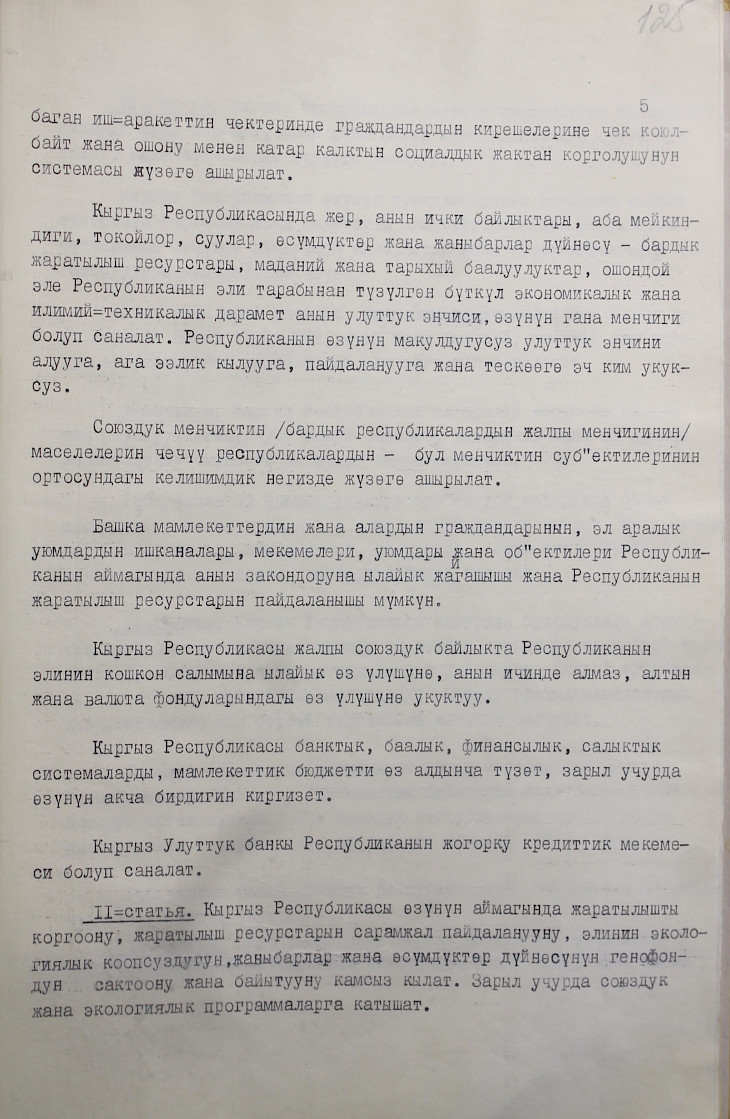 125
5
баган иш=аракеттин чектеринде граждандардын кирешелерине чек коюл-
байт жана ошону менен катар калктын социалдык жактан корголушунун
системасы жүзөгө ашырылат.
Кыргыз Республикасында жер, анын ички байлыктары, аба мейкин-
диги, токойлор, суулар, өсүмдүктөр жана жаныбарлар дүйнөсү - бардык
жаратылыш ресурстары, маданий жана тарыхый баалуулуктар, ошондой
эле Республиканын эли тарабынан түзүлгөн бүткүл экономикалык жана
илимий=техникалык дарамет анын улуттук энчиси, өзүнүн гана менчиги
болуп саналат. Республиканын өзүнүн макулдугусуз улуттук энчини
алууга, ага ээлик кылууга, пайдаланууга жана тескөөгө эч ким укук-
суз.
Союздук менчиктин /бардык республикалардын жалпы менчигинин/
маселелерин чечүү республикалардын - бул менчиктин суб"ектилеринин
ортосундагы келишимдик негизде жүзөгө ашырылат.
Башка мамлекеттердин жана алардын граждандарынын, эл аралык
уюмдардын ишканалары, мекемелери, уюмдары жана об"ектилери Республи-
канын аймагында анын закондоруна ылайык жайгашышы жана Республиканын
жаратылыш ресурстарын пайдаланышы мүмкүн.
Кыргыз Республикасы жалпы союздук байлыкта Республиканын
элинин кошкон салымына ылайык өз үлүшүнө, анын ичинде алмаз, алтын
жана валюта фондуларындагы өз үлүшүнө укуктуу.
Кыргыз Республикасы банктык, баалык, финансылык, салыктык
системаларды, мамлекеттик бюджетти өз алдынча түзөт, зарыл учурда
өзүнүн акча бирдигин киргизет.
Кыргыз Улуттук банкы Республиканын жогорку кредиттик мекеме-
си болуп саналат.
II=статья. Кыргыз Республикасы өзүнүн аймагында жаратылышты
коргоону, жаратылыш ресурстарын сарамжал пайдаланууну, элинин эколо-
гиялык коопсуздугун,жаныбарлар жана өсүмдүктөр дүйнөсүнүн генофон-
дун сактоону жана байытууну камсыз кылат. Зарыл учурда союздук
жана экологиялык программаларга катышат.